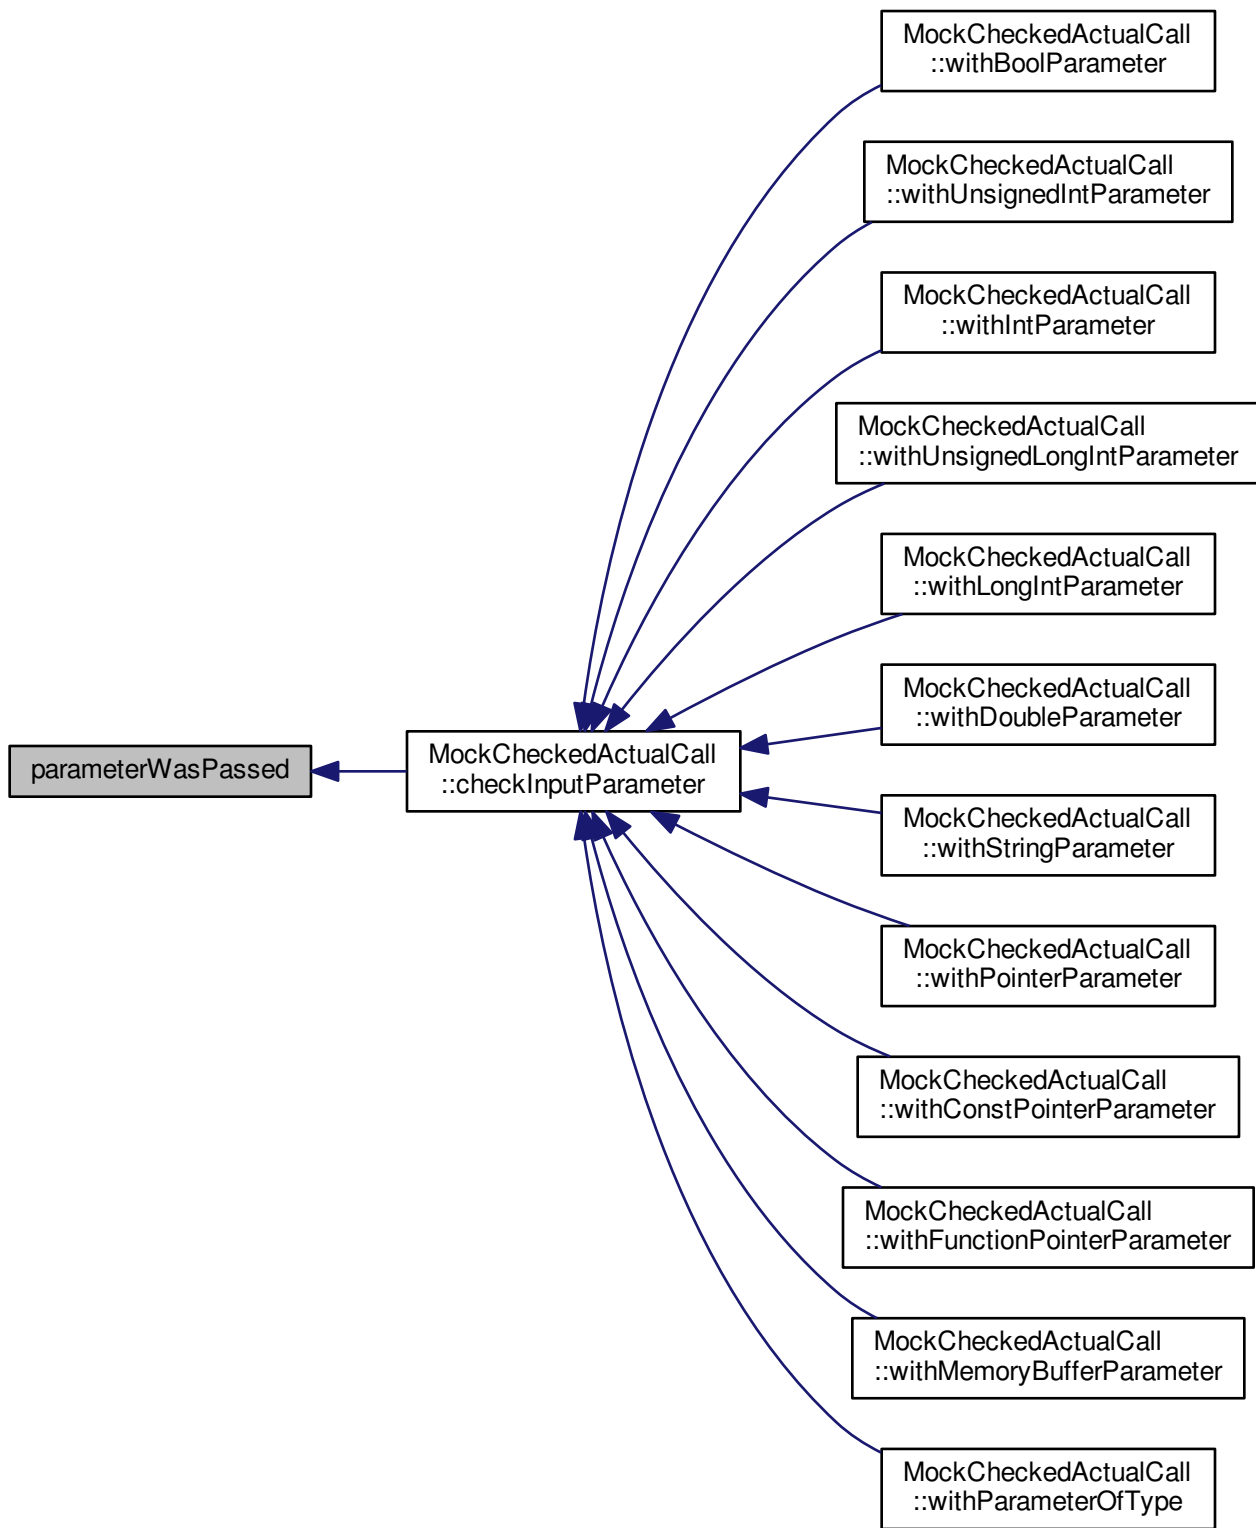 MockCheckedActualCall
::withBoolParameter
MockCheckedActualCall
::withUnsignedIntParameter
MockCheckedActualCall
::withIntParameter
MockCheckedActualCall
::withUnsignedLongIntParameter
MockCheckedActualCall
::withLongIntParameter
MockCheckedActualCall
::withDoubleParameter
parameterWasPassed
MockCheckedActualCall
::checkInputParameter
MockCheckedActualCall
::withStringParameter
MockCheckedActualCall
::withPointerParameter
MockCheckedActualCall
::withConstPointerParameter
MockCheckedActualCall
::withFunctionPointerParameter
MockCheckedActualCall
::withMemoryBufferParameter
MockCheckedActualCall
::withParameterOfType